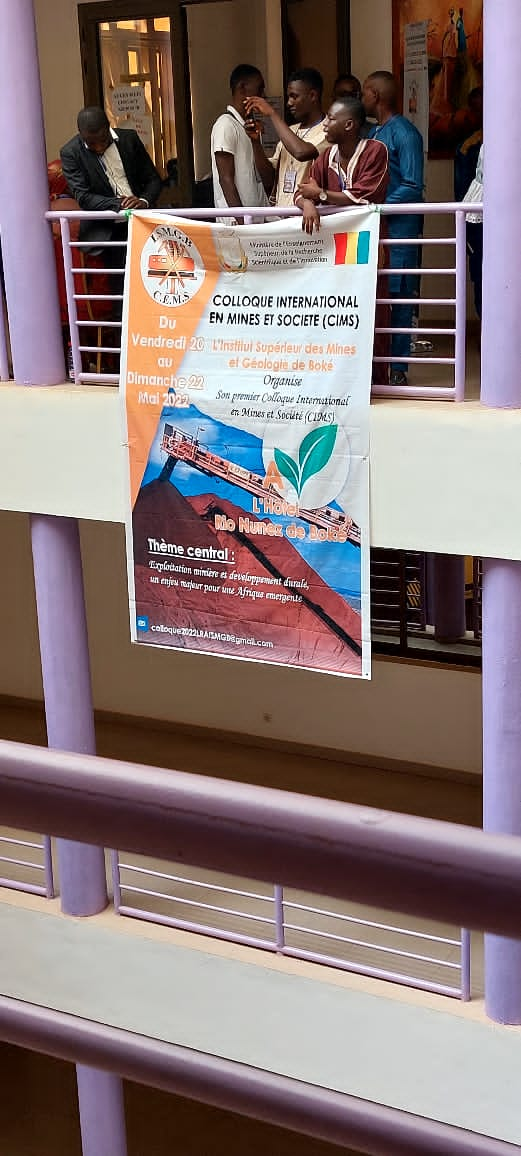 I.S.M.G.B
C.E.M.S
Ministère de l'Enseignement
Supérieur, de la Recherche
Scientifique et de l'Innovation
COLLOQUE INTERNATIONAL
EN MINES ET SOCIETE (CIMS)
Du
Vendredi 20
au
Dimanche 22
Mai 2022
L'Institut Supérieur des Mines
et Géologie de Boké
Organise
Son premier Colloque International
en Mines et Société (CIMS)
A
L'Hotel
Rio Nunez de Boké
Thème central :
Exploitation minière et developpement durale,
un enjeu majeur pour une Afrique emergente
colloque2022LRAISMGB@gmail.com